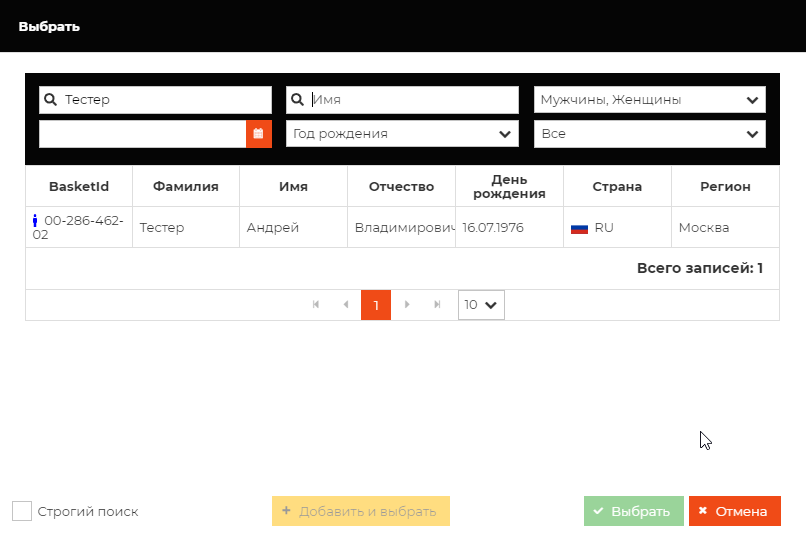 Выбрать
Тестер
Имя
Мужчины, Женщины
Год рождения
Все
BasketId
Фамилия
Имя
Отчество
День
рождения
Страна
Регион
00-286-462-
02
Тестер
Андрей
Владимирович
16.07.1976
RU
Москва
Всего записей: 1
1
10
Строгий поиск
Добавить и выбрать
Выбрать
Отмена